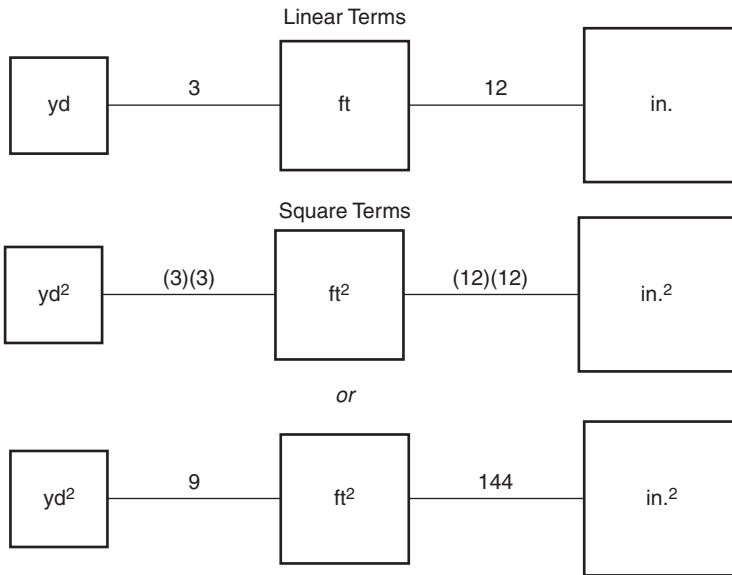 Linear Terms
yd 3 ft 12 in.
Square Terms
yd² (3)(3) ft² (12)(12) in.²
or
yd² 9 ft² 144 in.²